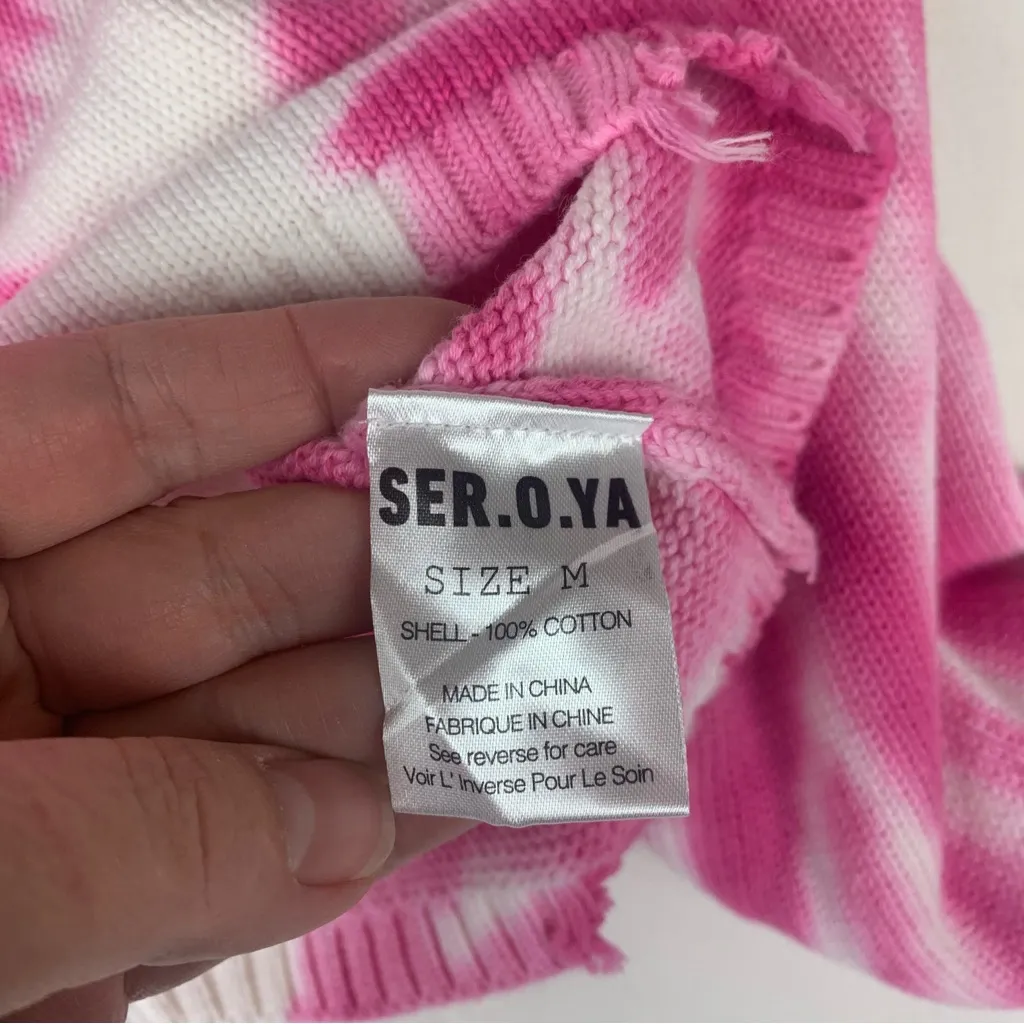 SER.O.YA
SIZE M
SHELL - 100% COTTON
MADE IN CHINA
FABRIQUE IN CHINE
See reverse for care
Voir L' Inverse Pour Le Soin